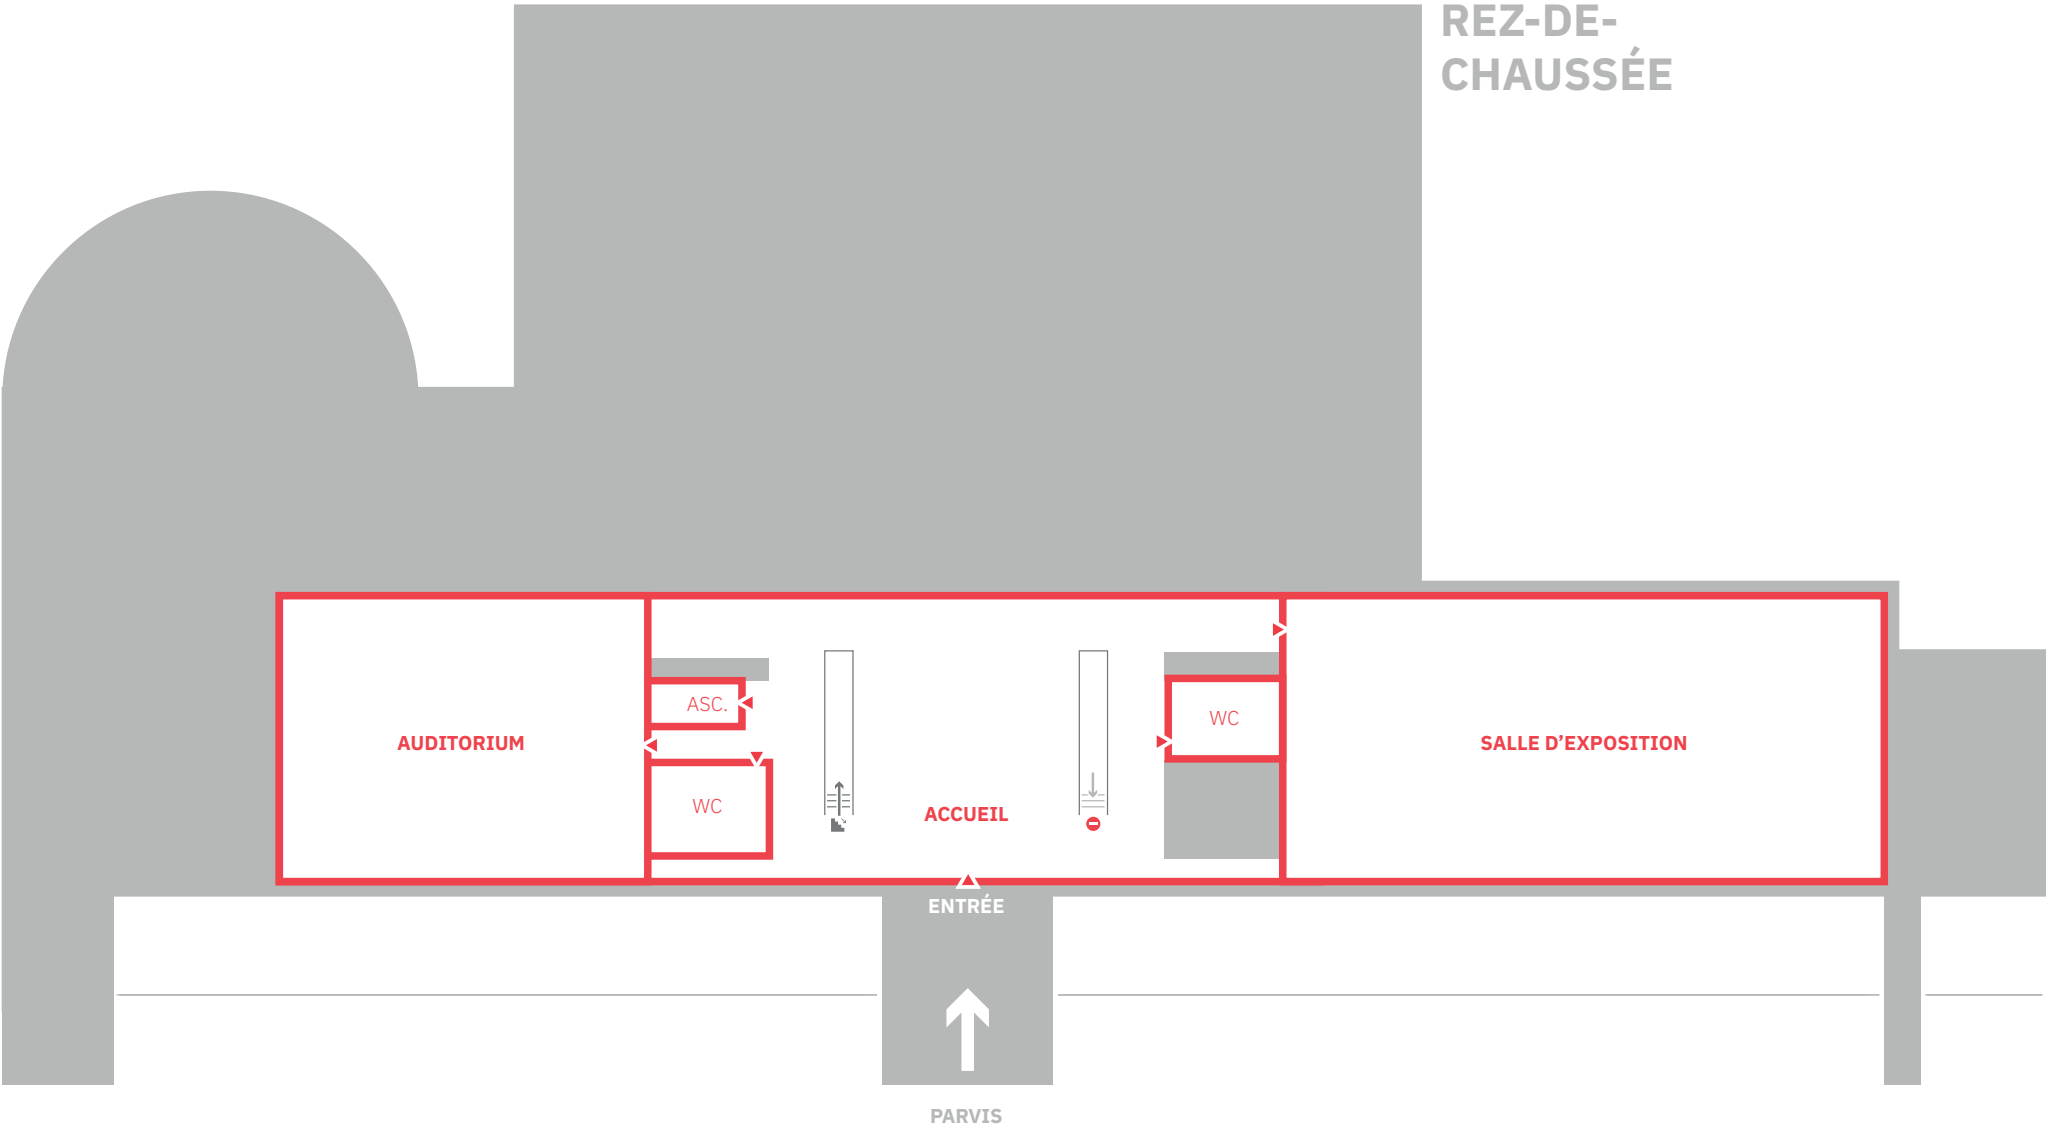 REZ-DE-
CHAUSSÉE
ASC.
WC
AUDITORIUM
SALLE D’EXPOSITION
WC
ACCUEIL
ENTRÉE
PARVIS